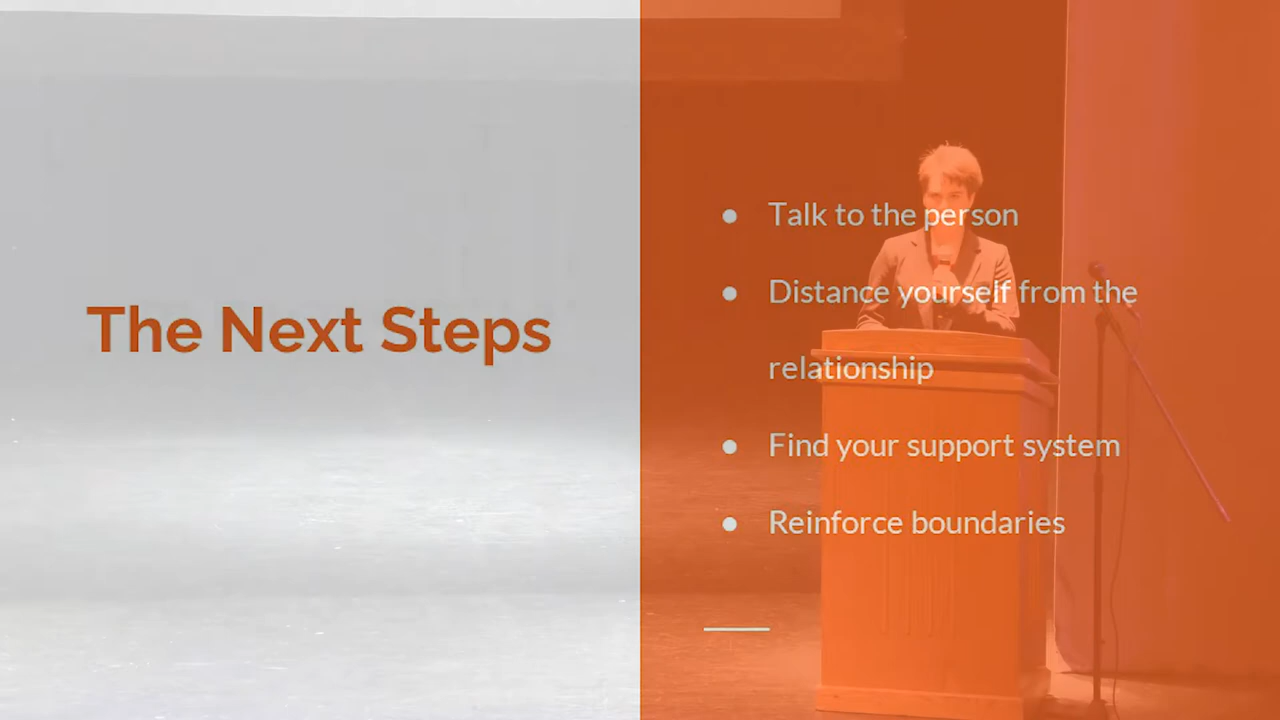 The Next Steps
● Talk to the person
● Distance yourself from the
relationship
● Find your support system
● Reinforce boundaries